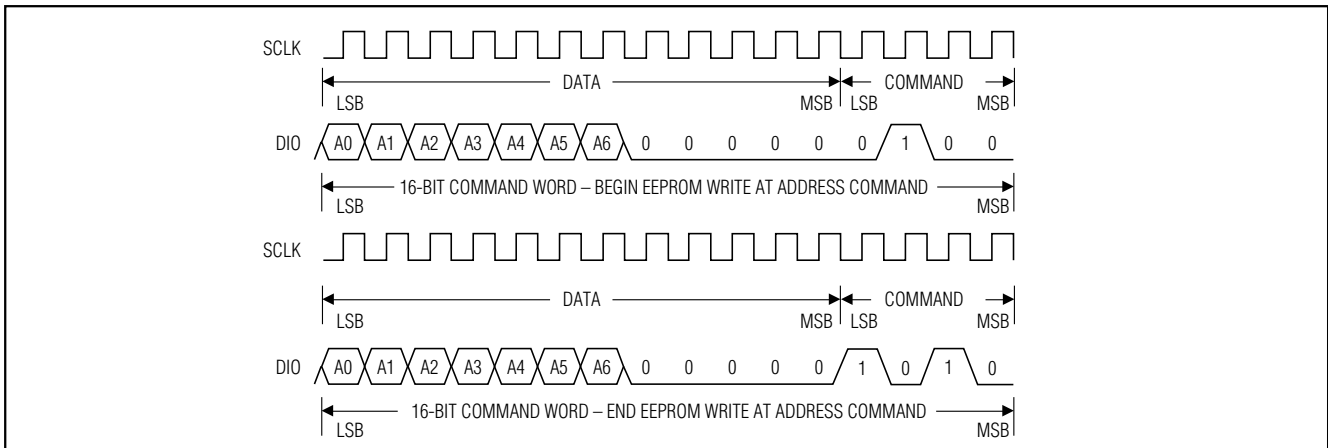 SCLK
DATA COMMAND
LSB MSB LSB MSB
DIO A0 A1 A2 A3 A4 A5 A6 0 0 0 0 0 0 1 0 0
16-BIT COMMAND WORD – BEGIN EEPROM WRITE AT ADDRESS COMMAND
LSB MSB
SCLK
DATA COMMAND
LSB MSB LSB MSB
DIO A0 A1 A2 A3 A4 A5 A6 0 0 0 0 0 1 0 1 0
16-BIT COMMAND WORD – END EEPROM WRITE AT ADDRESS COMMAND
LSB MSB